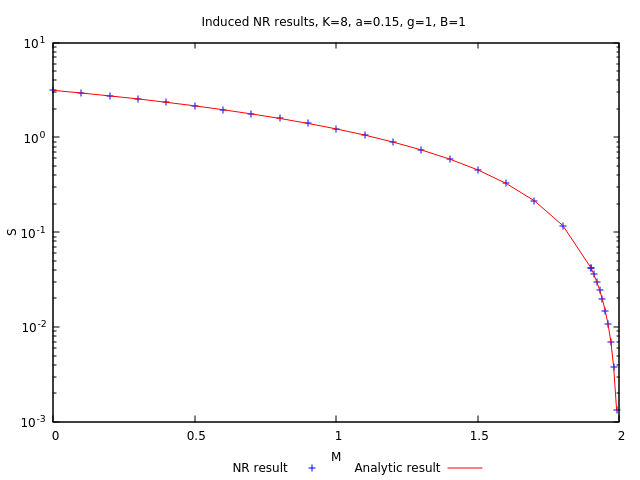 Induced NR results, K=8, a=0.15, g=1, B=1
10^1
10^0
10^-1
10^-2
10^-3
S
0 0.5 1 1.5 2
M
NR result Analytic result